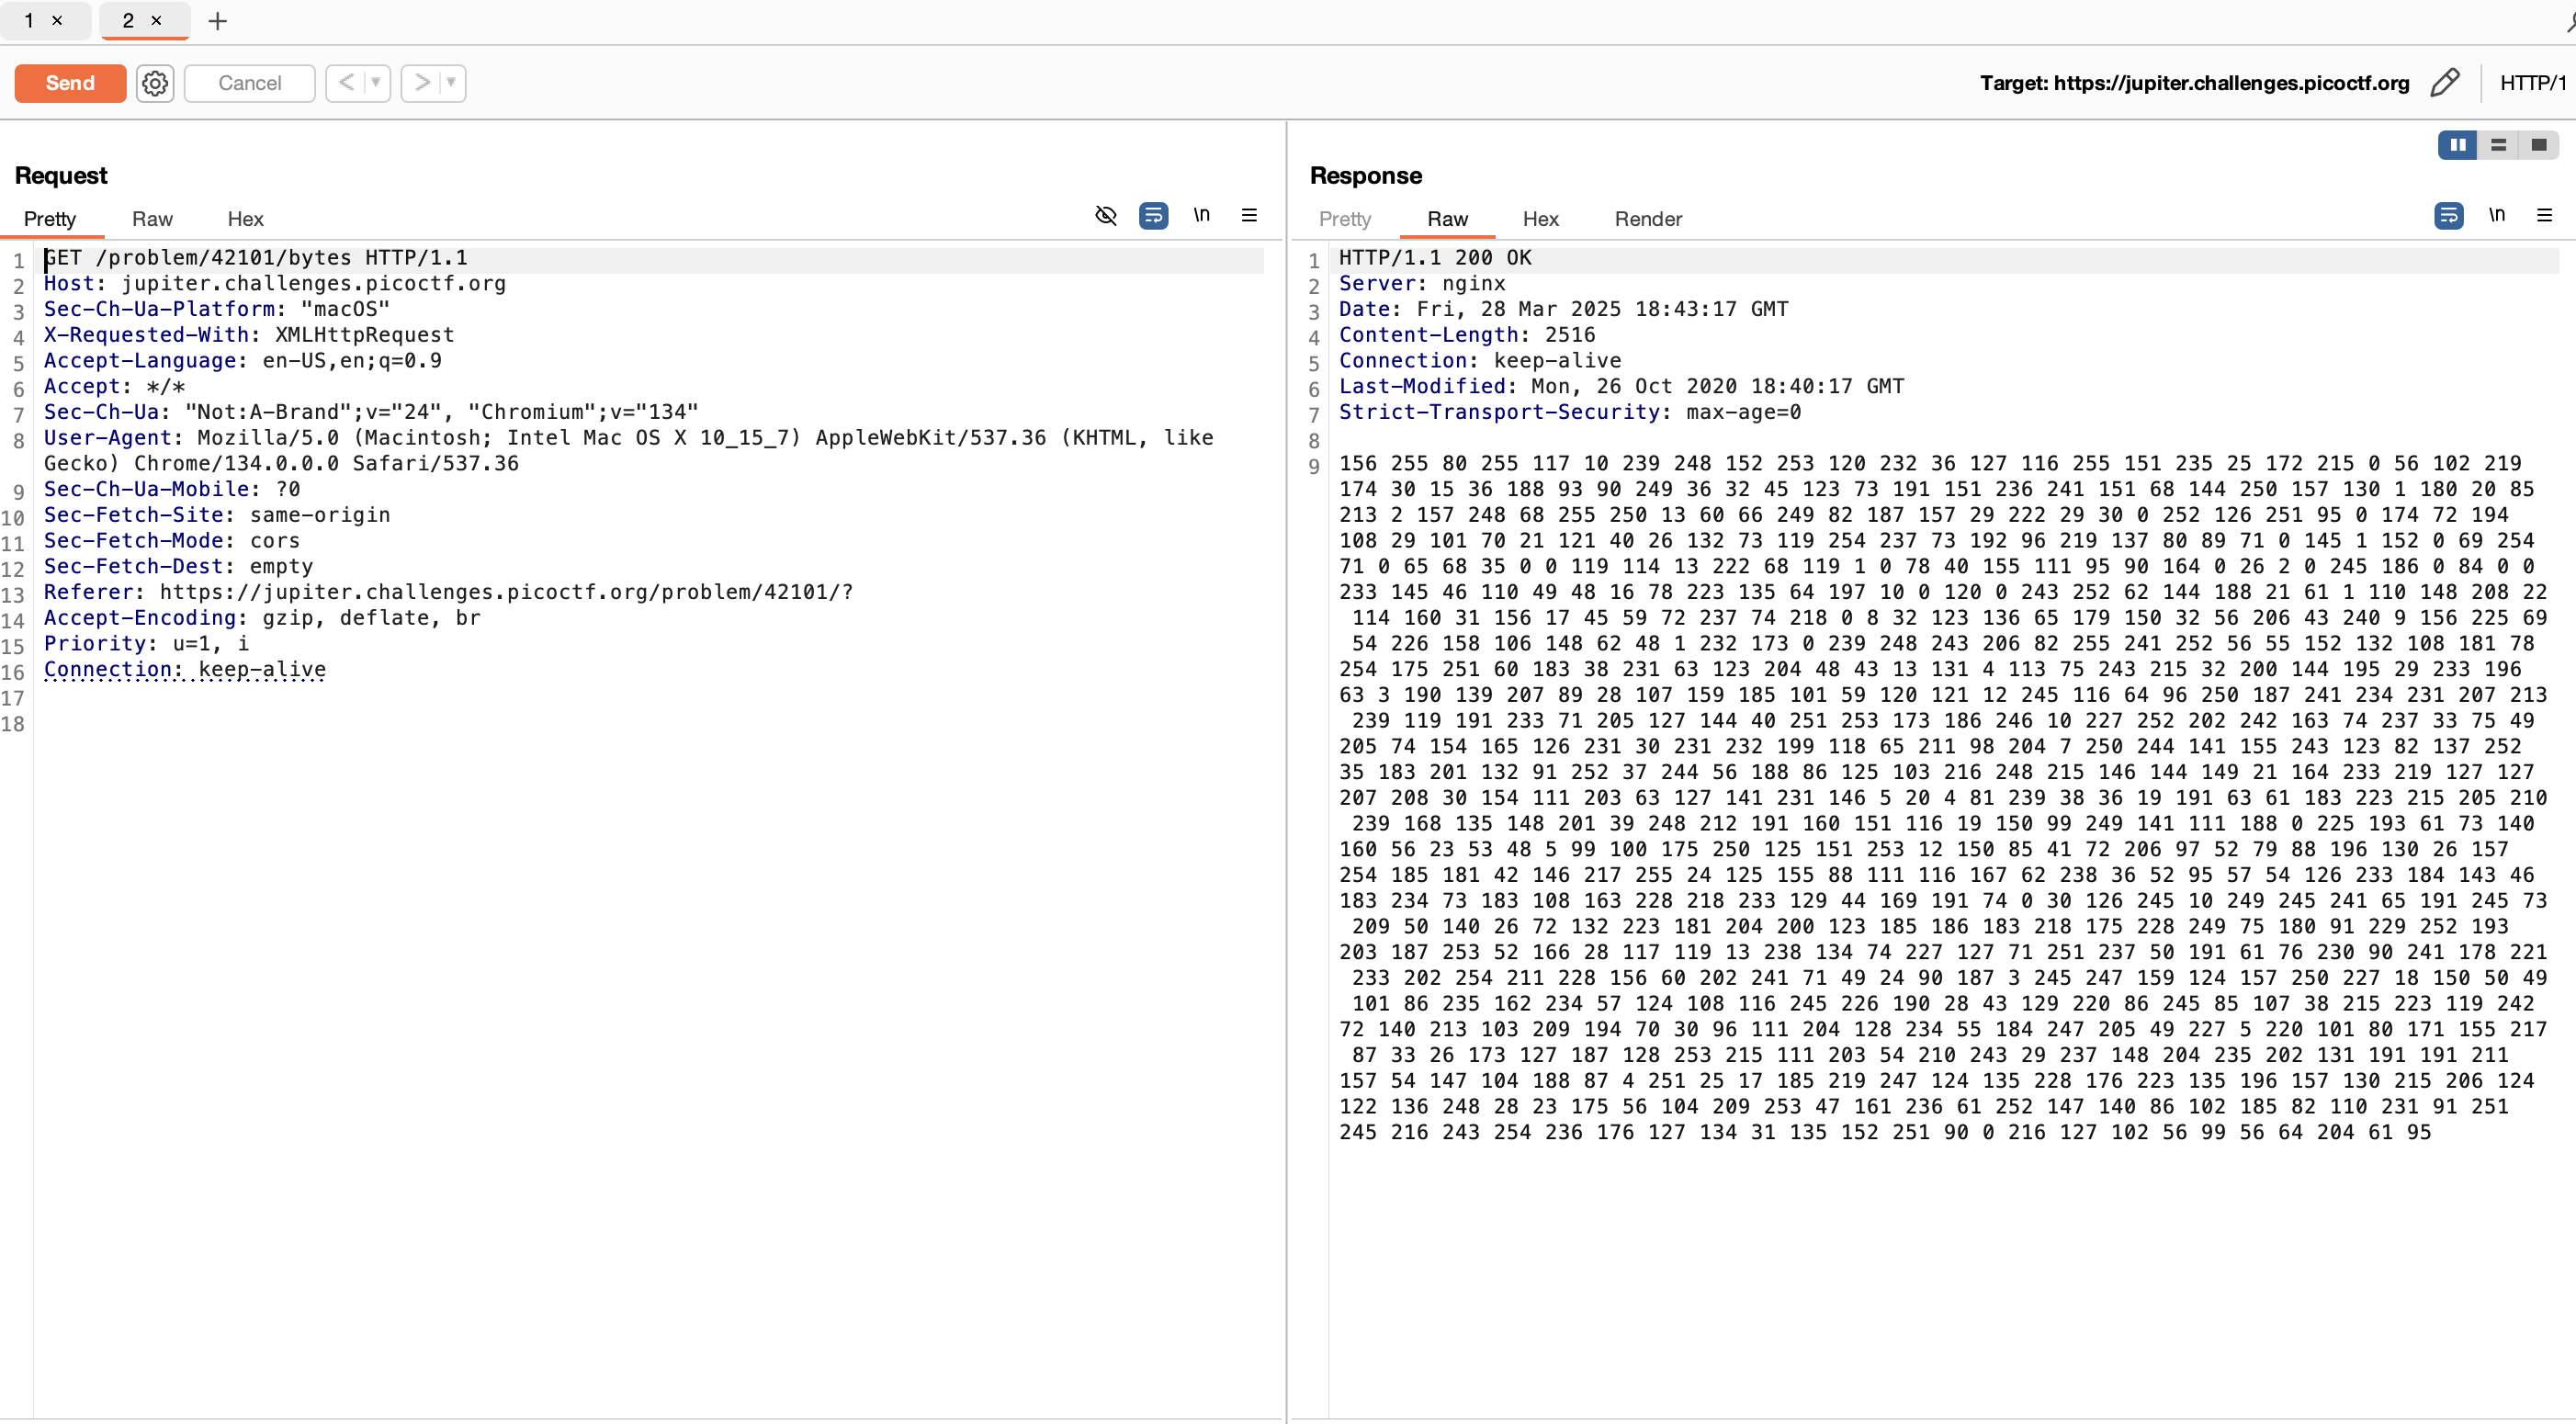 1 × 2 × +
Send Cancel < ▼ > ▼ Target: https://jupiter.challenges.picoctf.org HTTP/1
Request
Pretty Raw Hex \n
1 GET /problem/42101/bytes HTTP/1.1
2 Host: jupiter.challenges.picoctf.org
3 Sec-Ch-Ua-Platform: "macOS"
4 X-Requested-With: XMLHttpRequest
5 Accept-Language: en-US,en;q=0.9
6 Accept: */*
7 Sec-Ch-Ua: "Not:A-Brand";v="24", "Chromium";v="134"
8 User-Agent: Mozilla/5.0 (Macintosh; Intel Mac OS X 10_15_7) AppleWebKit/537.36 (KHTML, like
Gecko) Chrome/134.0.0.0 Safari/537.36
9 Sec-Ch-Ua-Mobile: ?0
10 Sec-Fetch-Site: same-origin
11 Sec-Fetch-Mode: cors
12 Sec-Fetch-Dest: empty
13 Referer: https://jupiter.challenges.picoctf.org/problem/42101/?
14 Accept-Encoding: gzip, deflate, br
15 Priority: u=1, i
16 Connection: keep-alive
17
18
Response
Pretty Raw Hex Render \n
1 HTTP/1.1 200 OK
2 Server: nginx
3 Date: Fri, 28 Mar 2025 18:43:17 GMT
4 Content-Length: 2516
5 Connection: keep-alive
6 Last-Modified: Mon, 26 Oct 2020 18:40:17 GMT
7 Strict-Transport-Security: max-age=0
8
9 156 255 80 255 117 10 239 248 152 253 120 232 36 127 116 255 151 235 25 172 215 0 56 102 219
174 30 15 36 188 93 90 249 36 32 45 123 73 191 151 236 241 151 68 144 250 157 130 1 180 20 85
213 2 157 248 68 255 250 13 60 66 249 82 187 157 29 222 29 30 0 252 126 251 95 0 174 72 194
108 29 101 70 21 121 40 26 132 73 119 254 237 73 192 96 219 137 80 89 71 0 145 1 152 0 69 254
71 0 65 68 35 0 0 119 114 13 222 68 119 1 0 78 40 155 111 95 90 164 0 26 2 0 245 186 0 84 0 0
233 145 46 110 49 48 16 78 223 135 64 197 10 0 120 0 243 252 62 144 188 21 61 1 110 148 208 22
114 160 31 156 17 45 59 72 237 74 218 0 8 32 123 136 65 179 150 32 56 206 43 240 9 156 225 69
54 226 158 106 148 62 48 1 232 173 0 239 248 243 206 82 255 241 252 56 55 152 132 108 181 78
254 175 251 60 183 38 231 63 123 204 48 43 13 131 4 113 75 243 215 32 200 144 195 29 233 196
63 3 190 139 207 89 28 107 159 185 101 59 120 121 12 245 116 64 96 250 187 241 234 231 207 213
239 119 191 233 71 205 127 144 40 251 253 173 186 246 10 227 252 202 242 163 74 237 33 75 49
205 74 154 165 126 231 30 231 232 199 118 65 211 98 204 7 250 244 141 155 243 123 82 137 252
35 183 201 132 91 252 37 244 56 188 86 125 103 216 248 215 146 144 149 21 164 233 219 127 127
207 208 30 154 111 203 63 127 141 231 146 5 20 4 81 239 38 36 19 191 63 61 183 223 215 205 210
239 168 135 148 201 39 248 212 191 160 151 116 19 150 99 249 141 111 188 0 225 193 61 73 140
160 56 23 53 48 5 99 100 175 250 125 151 253 12 150 85 41 72 206 97 52 79 88 196 130 26 157
254 185 181 42 146 217 255 24 125 155 88 111 116 167 62 238 36 52 95 57 54 126 233 184 143 46
183 234 73 183 108 163 228 218 233 129 44 169 191 74 0 30 126 245 10 249 245 241 65 191 245 73
209 50 140 26 72 132 223 181 204 200 123 185 186 183 218 175 228 249 75 180 91 229 252 193
203 187 253 52 166 28 117 119 13 238 134 74 227 127 71 251 237 50 191 61 76 230 90 241 178 221
233 202 254 211 228 156 60 202 241 71 49 24 90 187 3 245 247 159 124 157 250 227 18 150 50 49
101 86 235 162 234 57 124 108 116 245 226 190 28 43 129 220 86 245 85 107 38 215 223 119 242
72 140 213 103 209 194 70 30 96 111 204 128 234 55 184 247 205 49 227 5 220 101 80 171 155 217
87 33 26 173 127 187 128 253 215 111 203 54 210 243 29 237 148 204 235 202 131 191 191 211
157 54 147 104 188 87 4 251 25 17 185 219 247 124 135 228 176 223 135 196 157 130 215 206 124
122 136 248 28 23 175 56 104 209 253 47 161 236 61 252 147 140 86 102 185 82 110 231 91 251
245 216 243 254 236 176 127 134 31 135 152 251 90 0 216 127 102 56 99 56 64 204 61 95